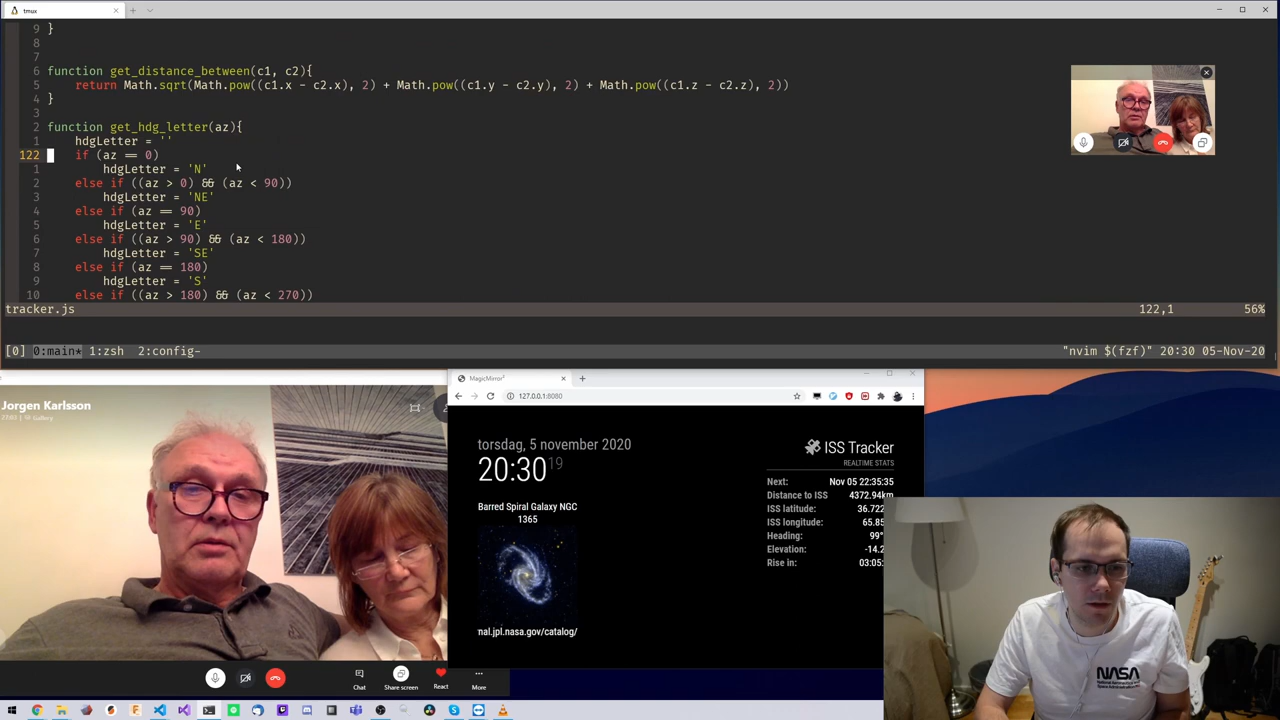 tmux
9 }
8
7
6 function get_distance_between(c1, c2){
5 return Math.sqrt(Math.pow((c1.x - c2.x), 2) + Math.pow((c1.y - c2.y), 2) + Math.pow((c1.z - c2.z), 2))
4 }
3
2 function get_hdg_letter(az){
1 hdgLetter = ''
122 if (az == 0)
1 hdgLetter = 'N'
2 else if ((az > 0) && (az < 90))
3 hdgLetter = 'NE'
4 else if (az == 90)
5 hdgLetter = 'E'
6 else if ((az > 90) && (az < 180))
7 hdgLetter = 'SE'
8 else if (az == 180)
9 hdgLetter = 'S'
10 else if ((az > 180) && (az < 270))
tracker.js 122,1 56%
[0] 0:main* 1:zsh 2:config- "nvim $(fzf)" 20:30 05-Nov-20
Jorgen Karlsson
Gallery
MagicMirror²
127.0.0.1:8080
torsdag, 5 november 2020
20:30 19
Barred Spiral Galaxy NGC
1365
nal.jpl.nasa.gov/catalog/
ISS Tracker
REALTIME STATS
Next: Nov 05 22:35:35
Distance to ISS 4372.94km
ISS latitude: 36.722
ISS longitude: 65.85
Heading: 99°
Elevation: -14.2
Rise in: 03:05:
Chat
Share screen
React
More
NASA